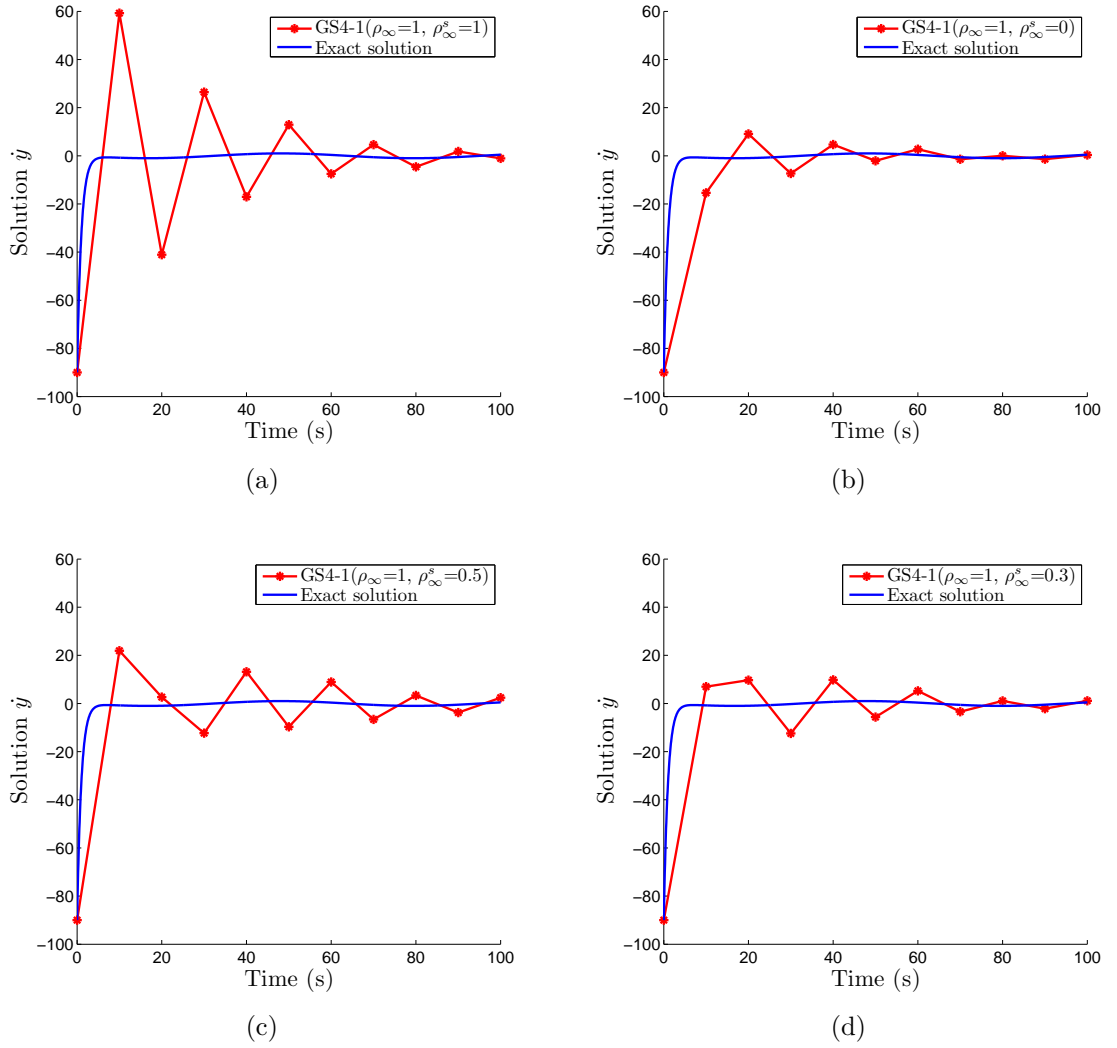 60
40
20
0
−20
−40
−60
−80
−100
Solution ẏ
GS4-1(ρ∞=1, ρ∞ˢ=1)
Exact solution
0 20 40 60 80 100
Time (s)
(a)
60
40
20
0
−20
−40
−60
−80
−100
Solution ẏ
GS4-1(ρ∞=1, ρ∞ˢ=0)
Exact solution
0 20 40 60 80 100
Time (s)
(b)
60
40
20
0
−20
−40
−60
−80
−100
Solution ẏ
GS4-1(ρ∞=1, ρ∞ˢ=0.5)
Exact solution
0 20 40 60 80 100
Time (s)
(c)
60
40
20
0
−20
−40
−60
−80
−100
Solution ẏ
GS4-1(ρ∞=1, ρ∞ˢ=0.3)
Exact solution
0 20 40 60 80 100
Time (s)
(d)